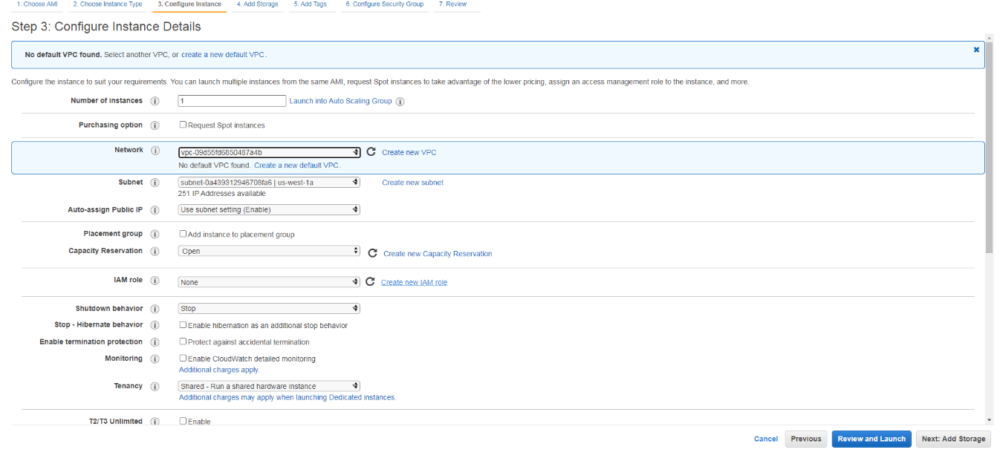 1. Choose AMI 2. Choose Instance Type 3. Configure Instance 4. Add Storage 5. Add Tags 6. Configure Security Group 7. Review
Step 3: Configure Instance Details
No default VPC found. Select another VPC, or create a new default VPC.
Configure the instance to suit your requirements. You can launch multiple instances from the same AMI, request Spot instances to take advantage of the lower pricing, assign an access management role to the instance, and more.
Number of instances 1 Launch into Auto Scaling Group
Purchasing option Request Spot instances
Network vpc-09d55fd6850487a4b Create new VPC
No default VPC found. Create a new default VPC.
Subnet subnet-0a439312946708fa6 | us-west-1a Create new subnet
251 IP Addresses available
Auto-assign Public IP Use subnet setting (Enable)
Placement group Add instance to placement group
Capacity Reservation Open Create new Capacity Reservation
IAM role None Create new IAM role
Shutdown behavior Stop
Stop - Hibernate behavior Enable hibernation as an additional stop behavior
Enable termination protection Protect against accidental termination
Monitoring Enable CloudWatch detailed monitoring
Additional charges apply.
Tenancy Shared - Run a shared hardware instance
Additional charges may apply when launching Dedicated instances.
T2/T3 Unlimited Enable
Cancel Previous Review and Launch Next: Add Storage